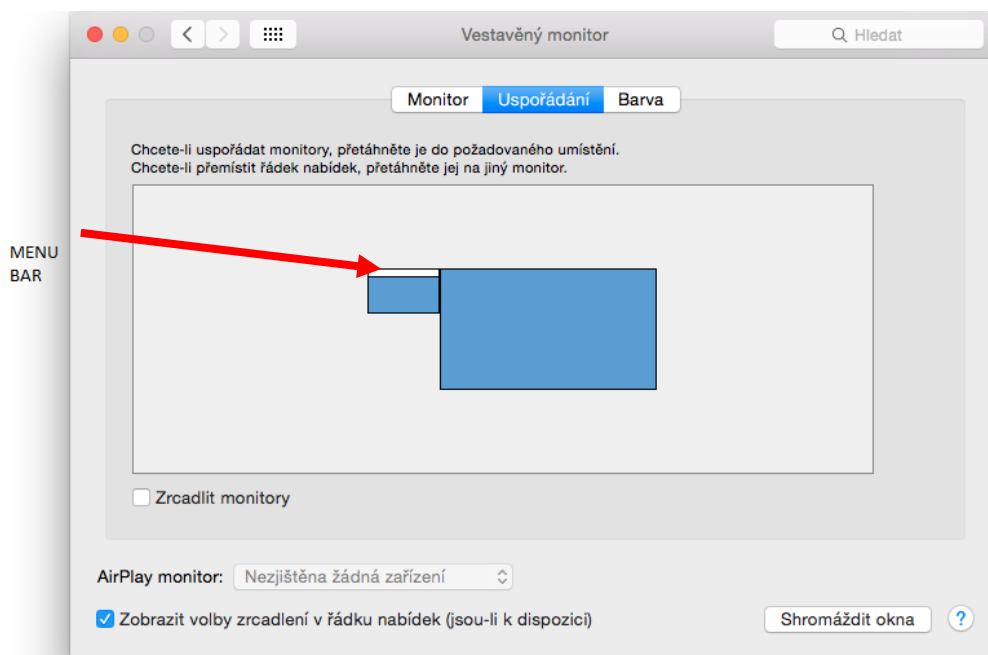 Vestavěný monitor
Hledat
Monitor Uspořádání Barva
Chcete-li uspořádat monitory, přetáhněte je do požadovaného umístění.
Chcete-li přemístit řádek nabídek, přetáhněte jej na jiný monitor.
MENU
BAR
Zrcadlit monitory
AirPlay monitor: Nezjištěna žádná zařízení
Zobrazit volby zrcadlení v řádku nabídek (jsou-li k dispozici)
Shromáždit okna ?